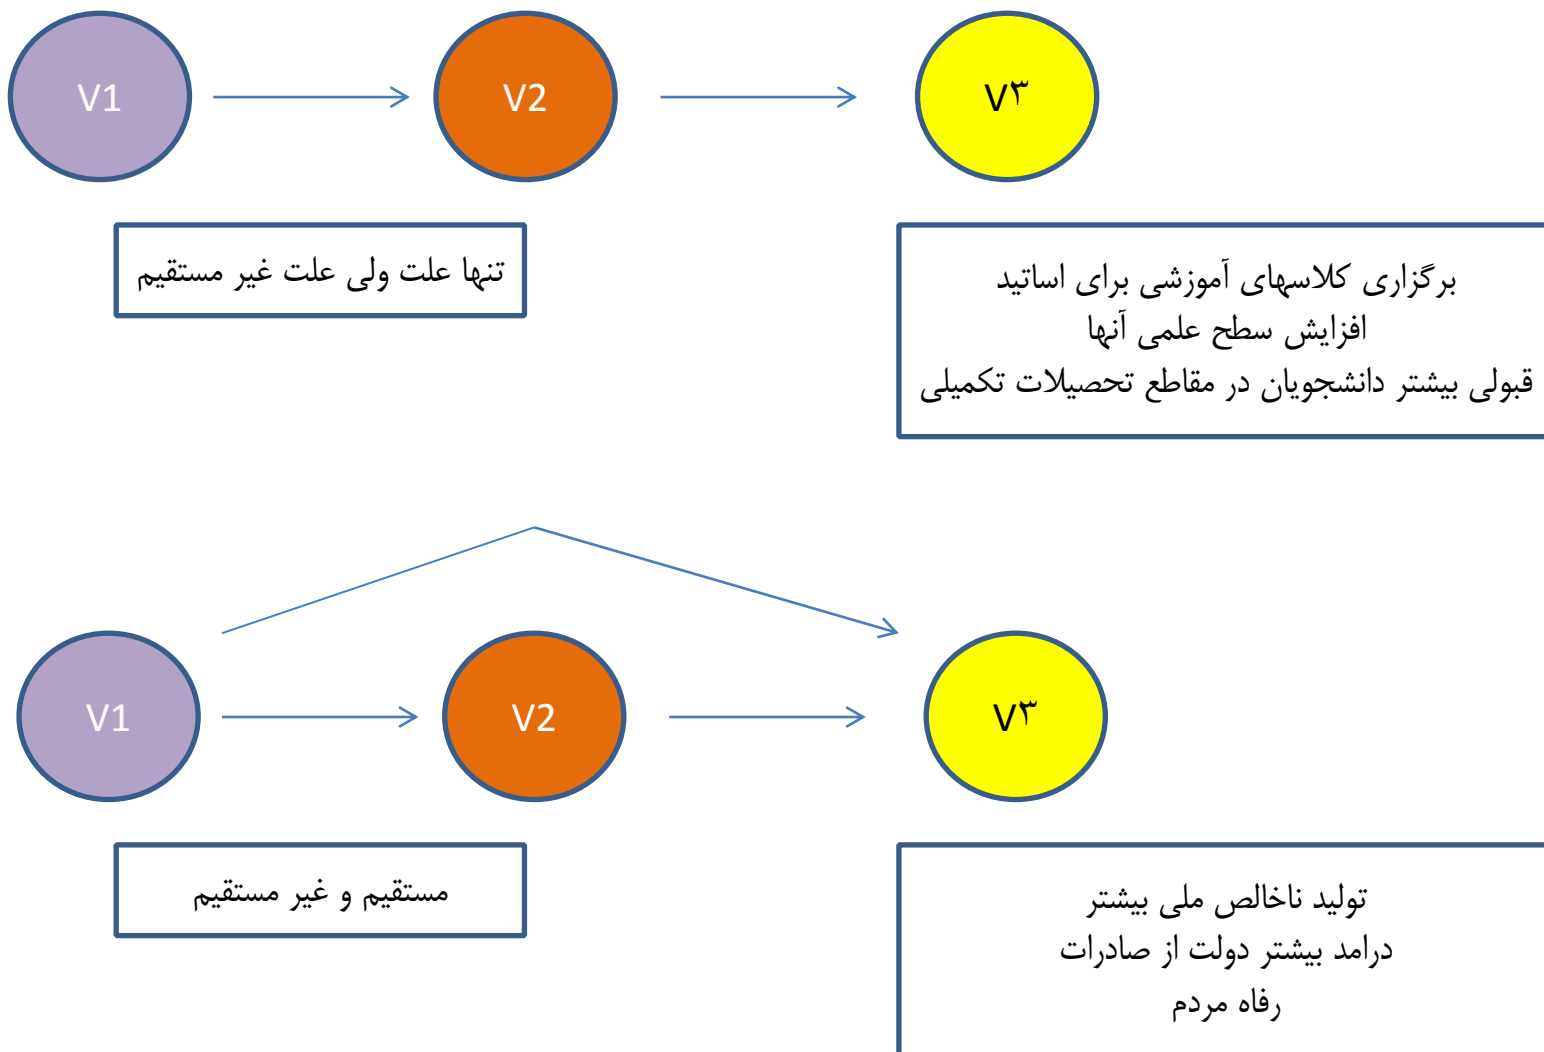 V1
V2
V۳
تنها علت ولی علت غیر مستقیم
برگزاری کلاسهای آموزشی برای اساتید
افزایش سطح علمی آنها
قبولی بیشتر دانشجویان در مقاطع تحصیلات تکمیلی
V1
V2
V۳
مستقیم و غیر مستقیم
تولید ناخالص ملی بیشتر
درامد بیشتر دولت از صادرات
رفاه مردم